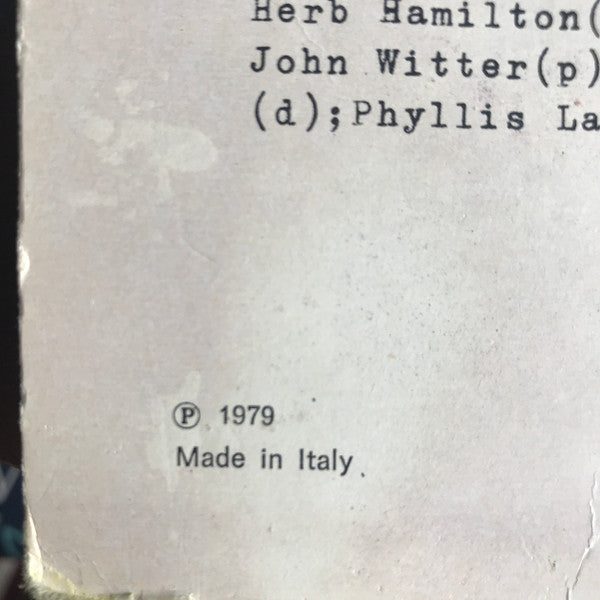 Herb Hamilton(
John Witter(p)
(d);Phyllis La
℗ 1979
Made in Italy.